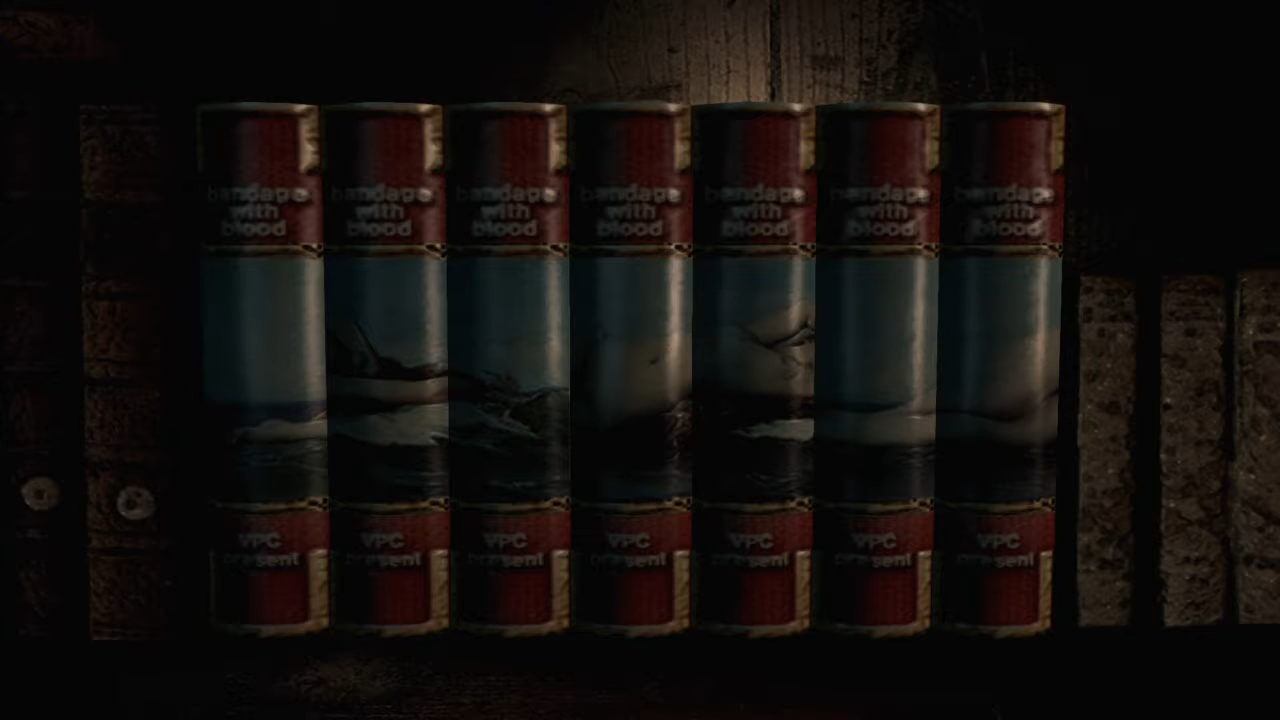 bandage
with
blood
bandage
with
blood
bandage
with
blood
bandage
with
blood
bandage
with
blood
bandage
with
blood
bandage
with
blood
VPC
present
VPC
present
VPC
present
VPC
present
VPC
present
VPC
present
VPC
present